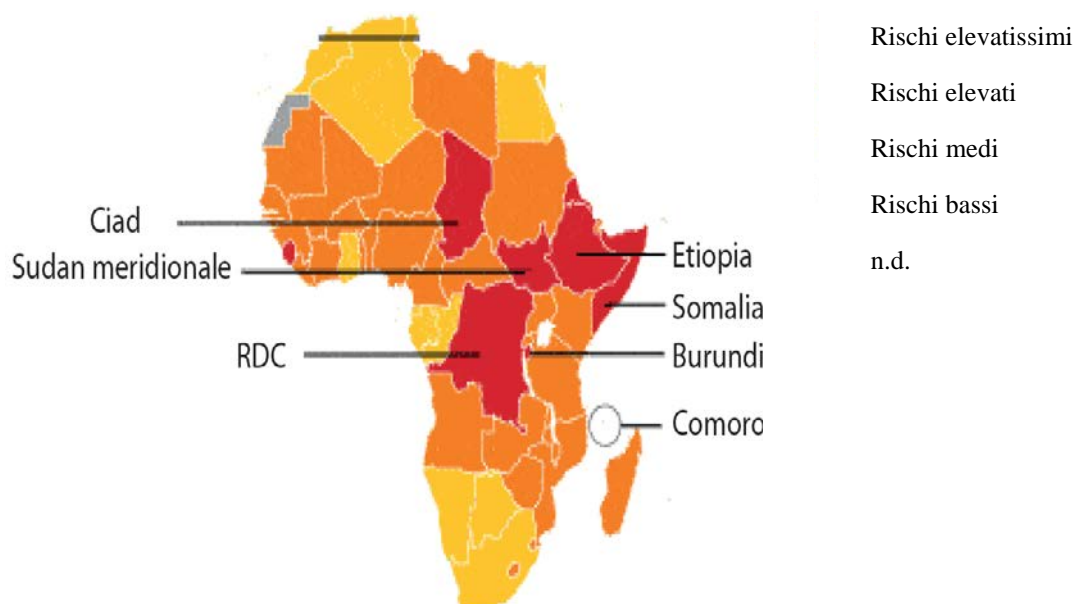 Ciad
Sudan meridionale
RDC
Etiopia
Somalia
Burundi
Comoro
Rischi elevatissimi
Rischi elevati
Rischi medi
Rischi bassi
n.d.